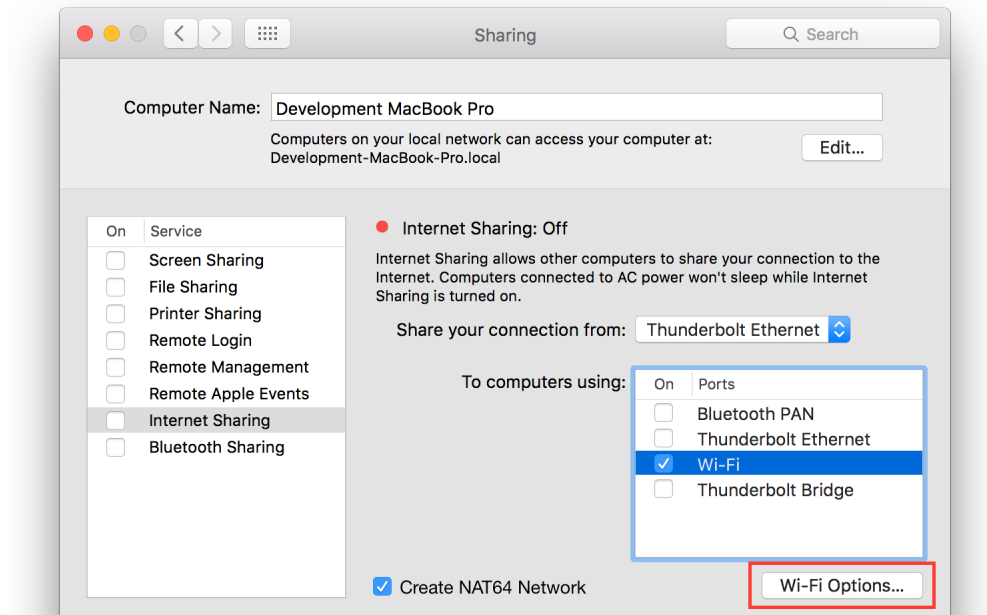 Sharing
Search
Computer Name: Development MacBook Pro
Computers on your local network can access your computer at:
Development-MacBook-Pro.local
Edit...
On Service
Screen Sharing
File Sharing
Printer Sharing
Remote Login
Remote Management
Remote Apple Events
Internet Sharing
Bluetooth Sharing
Internet Sharing: Off
Internet Sharing allows other computers to share your connection to the
Internet. Computers connected to AC power won't sleep while Internet
Sharing is turned on.
Share your connection from: Thunderbolt Ethernet
To computers using:
On Ports
Bluetooth PAN
Thunderbolt Ethernet
Wi-Fi
Thunderbolt Bridge
Create NAT64 Network
Wi-Fi Options...